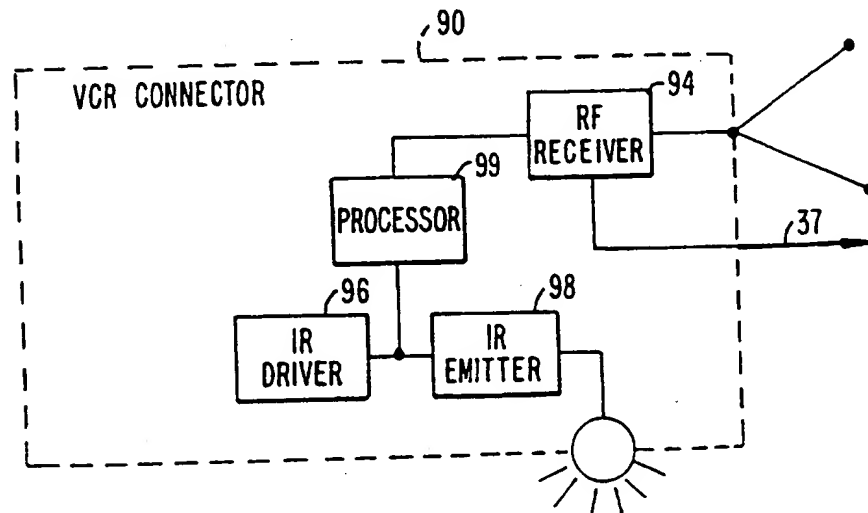 90
VCR CONNECTOR
94
RF
RECEIVER
99
PROCESSOR
37
96
98
IR
DRIVER
IR
EMITTER